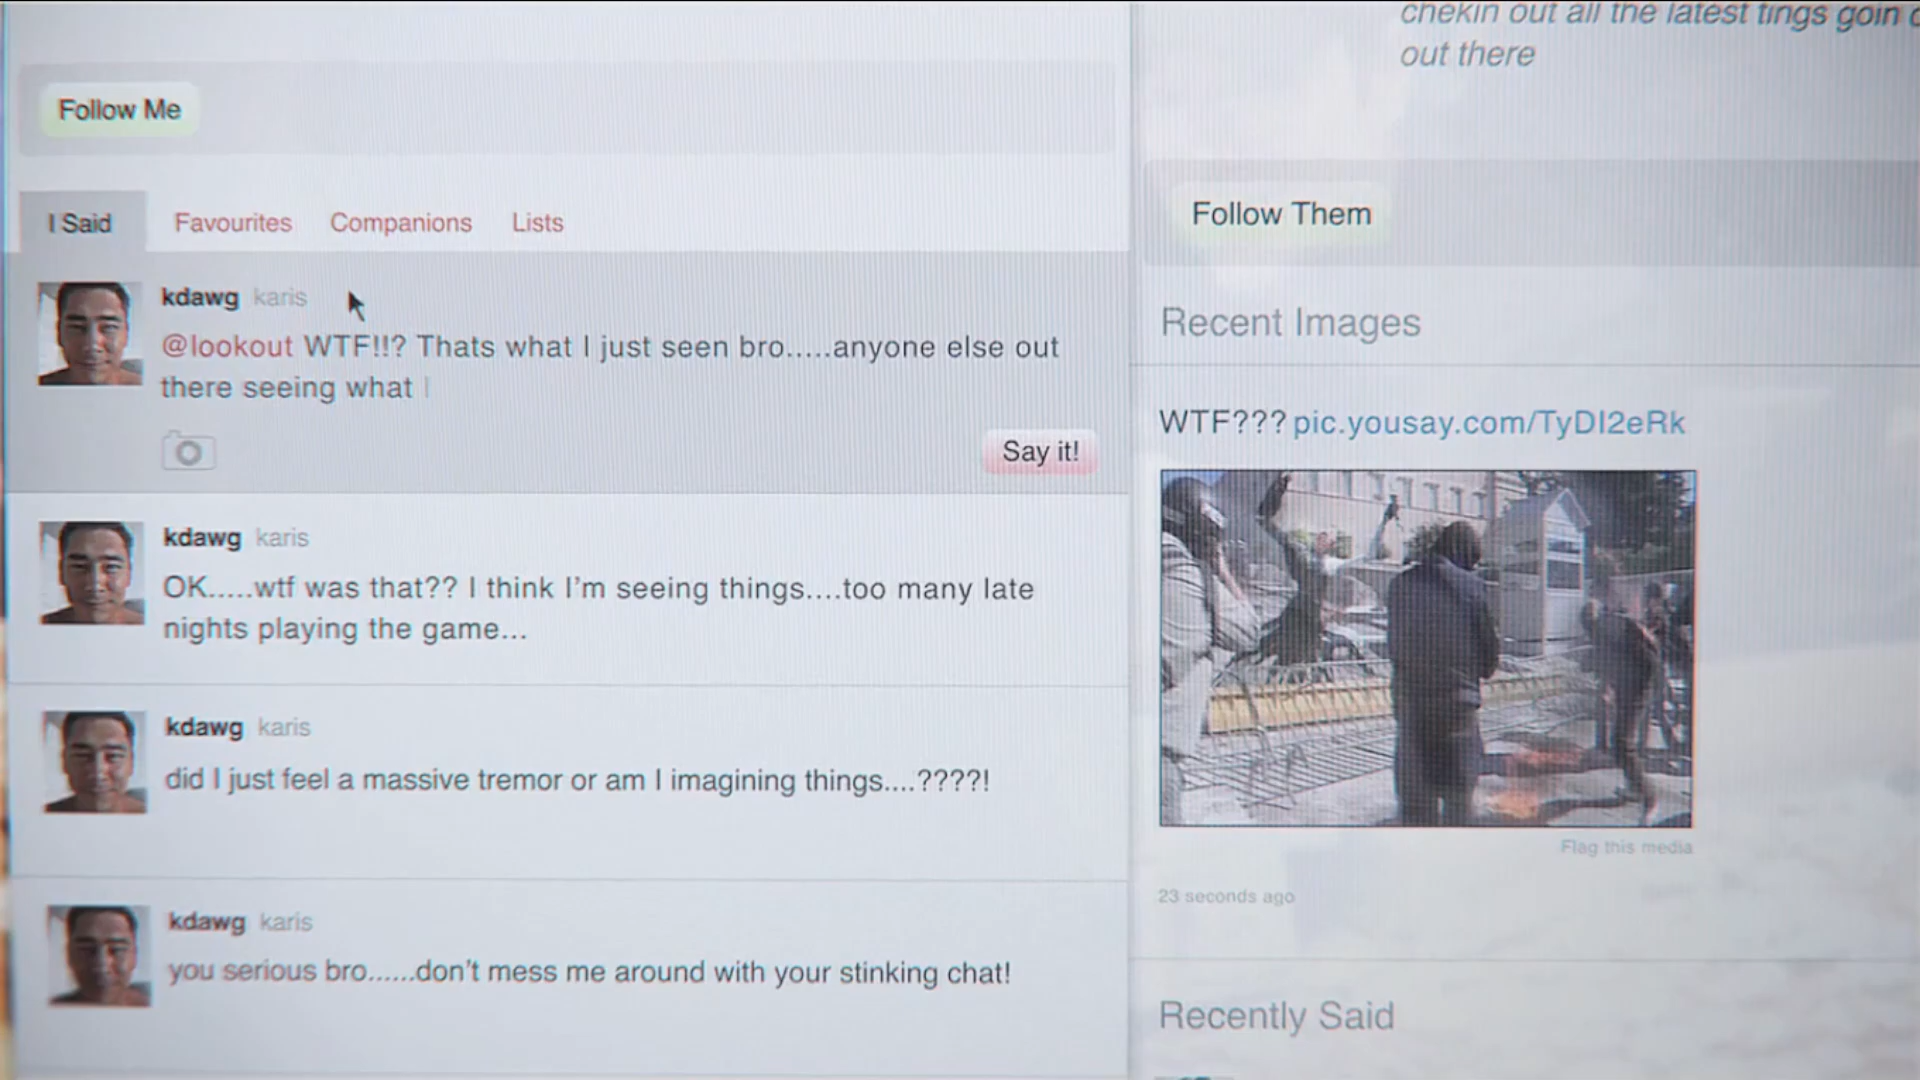 Follow Me
I Said Favourites Companions Lists
kdawg karis
@lookout WTF!!? Thats what I just seen bro.....anyone else out
there seeing what I
Say it!
kdawg karis
OK.....wtf was that?? I think I'm seeing things....too many late
nights playing the game...
kdawg karis
did I just feel a massive tremor or am I imagining things....????!
kdawg karis
you serious bro......don't mess me around with your stinking chat!
chekin out all the latest tings goin
out there
Follow Them
Recent Images
WTF??? pic.yousay.com/TyDI2eRk
Flag this media
23 seconds ago
Recently Said